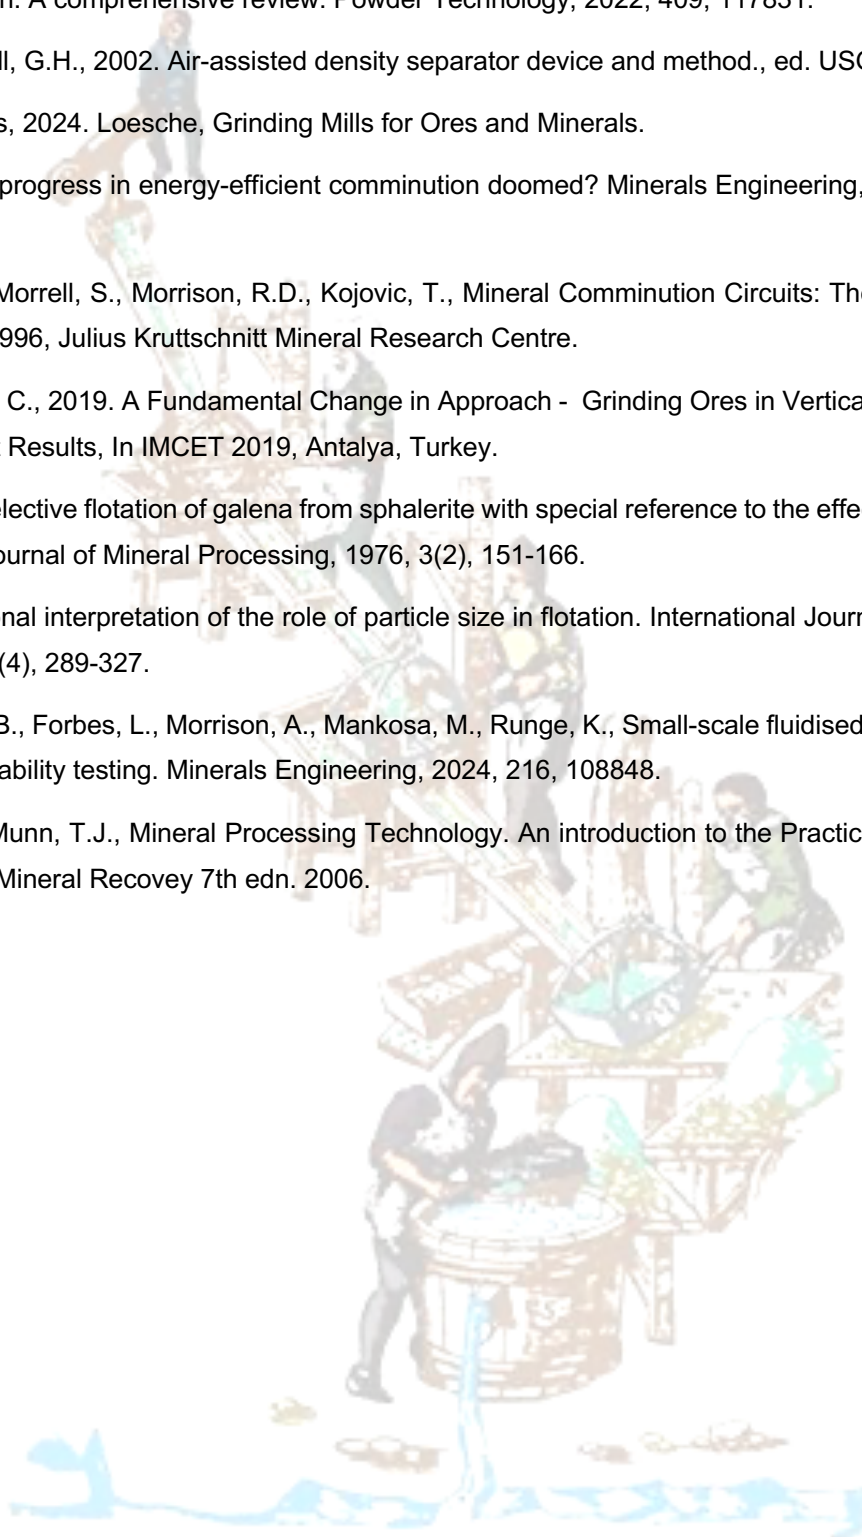 A comprehensive review. Powder Technology, 2022, 409, 117831.
ll, G.H., 2002. Air-assisted density separator device and method., ed. USG
s, 2024. Loesche, Grinding Mills for Ores and Minerals.
progress in energy-efficient comminution doomed? Minerals Engineering,
Morrell, S., Morrison, R.D., Kojovic, T., Mineral Comminution Circuits: The
996, Julius Kruttschnitt Mineral Research Centre.
C., 2019. A Fundamental Change in Approach - Grinding Ores in Vertica
Results, In IMCET 2019, Antalya, Turkey.
elective flotation of galena from sphalerite with special reference to the effe
ournal of Mineral Processing, 1976, 3(2), 151-166.
onal interpretation of the role of particle size in flotation. International Journ
(4), 289-327.
B., Forbes, L., Morrison, A., Mankosa, M., Runge, K., Small-scale fluidised
ability testing. Minerals Engineering, 2024, 216, 108848.
Munn, T.J., Mineral Processing Technology. An introduction to the Practic
Mineral Recovey 7th edn. 2006.